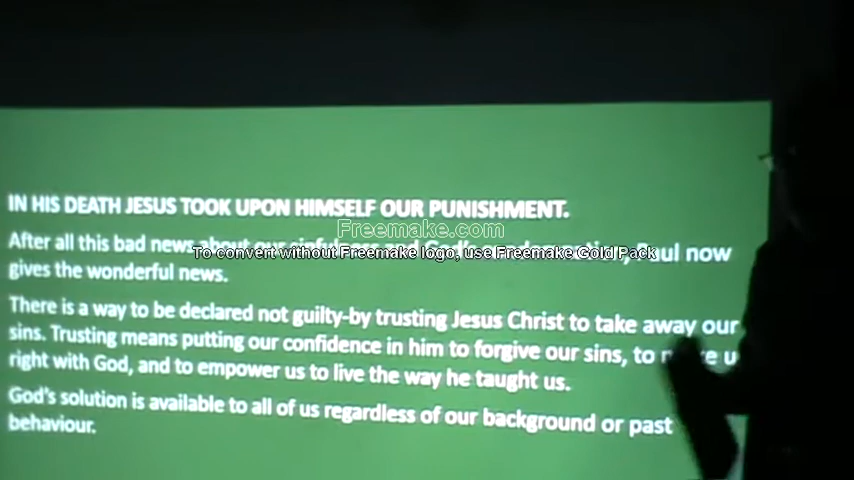 IN HIS DEATH JESUS TOOK UPON HIMSELF OUR PUNISHMENT.
Freemake.com
After all this bad news about our and God's Paul now
To convert without Freemake logo, use Freemake Gold Pack
gives the wonderful news.
There is a way to be declared not guilty-by trusting Jesus Christ to take away our
sins. Trusting means putting our confidence in him to forgive our sins, to
right with God, and to empower us to live the way he taught us.
God's solution is available to all of us regardless of our background or past
behaviour.